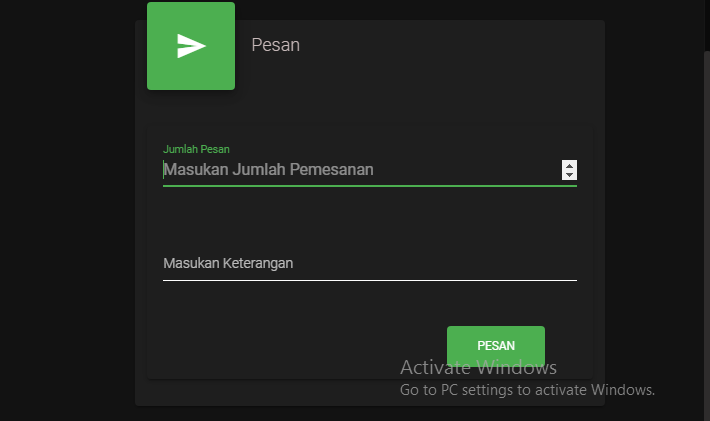 Pesan
Jumlah Pesan
Masukan Jumlah Pemesanan
Masukan Keterangan
PESAN
Activate Windows
Go to PC settings to activate Windows.